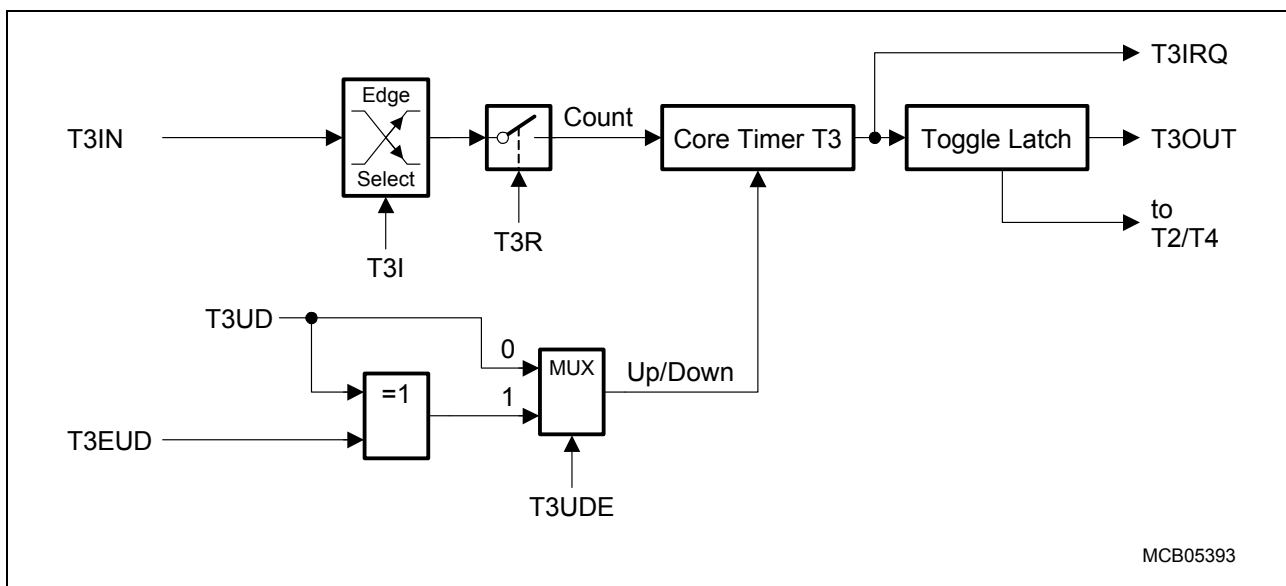 T3IRQ
Edge
Select
T3IN
Count
Core Timer T3
Toggle Latch
T3OUT
to
T2/T4
T3R
T3I
T3UD
0
MUX
Up/Down
=1
1
T3EUD
T3UDE
MCB05393